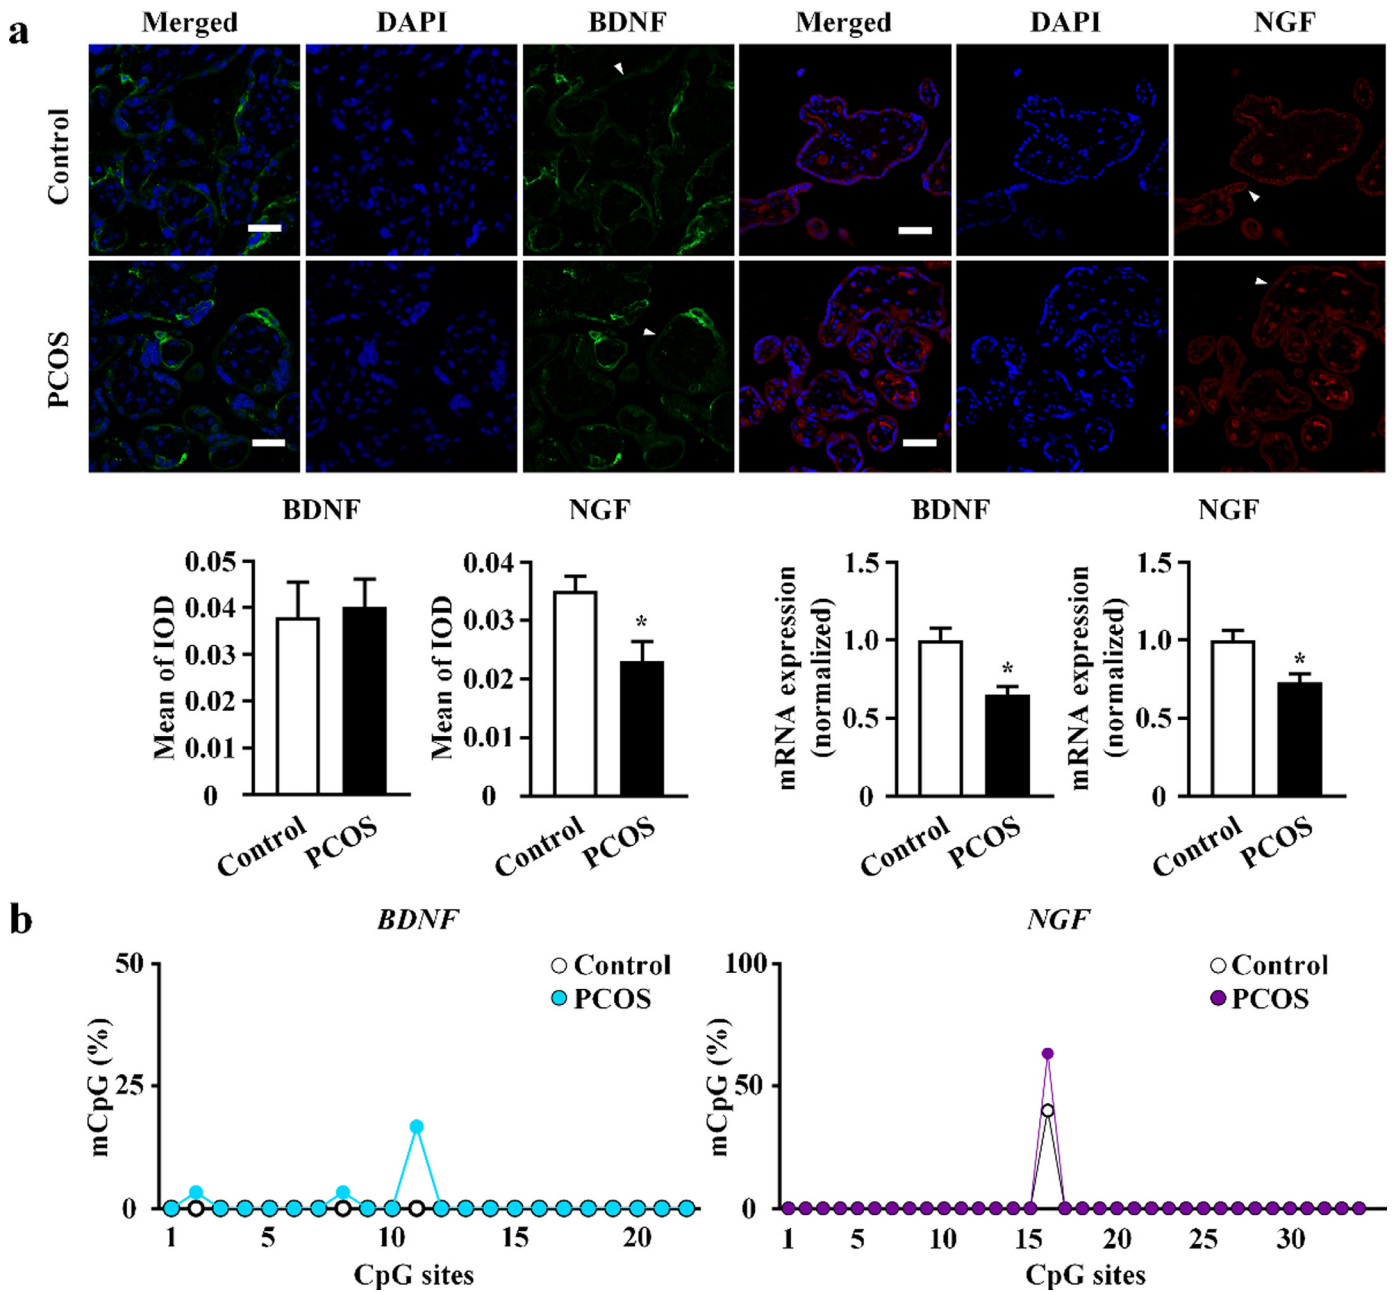 a
Merged DAPI BDNF Merged DAPI NGF
Control
PCOS
BDNF NGF BDNF NGF
Mean of IOD
0.05
0.04
0.03
0.02
0.01
0
Control PCOS
Mean of IOD
0.04
0.03
0.02
0.01
0
*
Control PCOS
mRNA expression
(normalized)
1.5
1.0
0.5
0
*
Control PCOS
mRNA expression
(normalized)
1.5
1.0
0.5
0
*
Control PCOS
b
BDNF
mCpG (%)
50
25
0
Control
PCOS
1 5 10 15 20
CpG sites
NGF
mCpG (%)
100
50
0
Control
PCOS
1 5 10 15 20 25 30
CpG sites